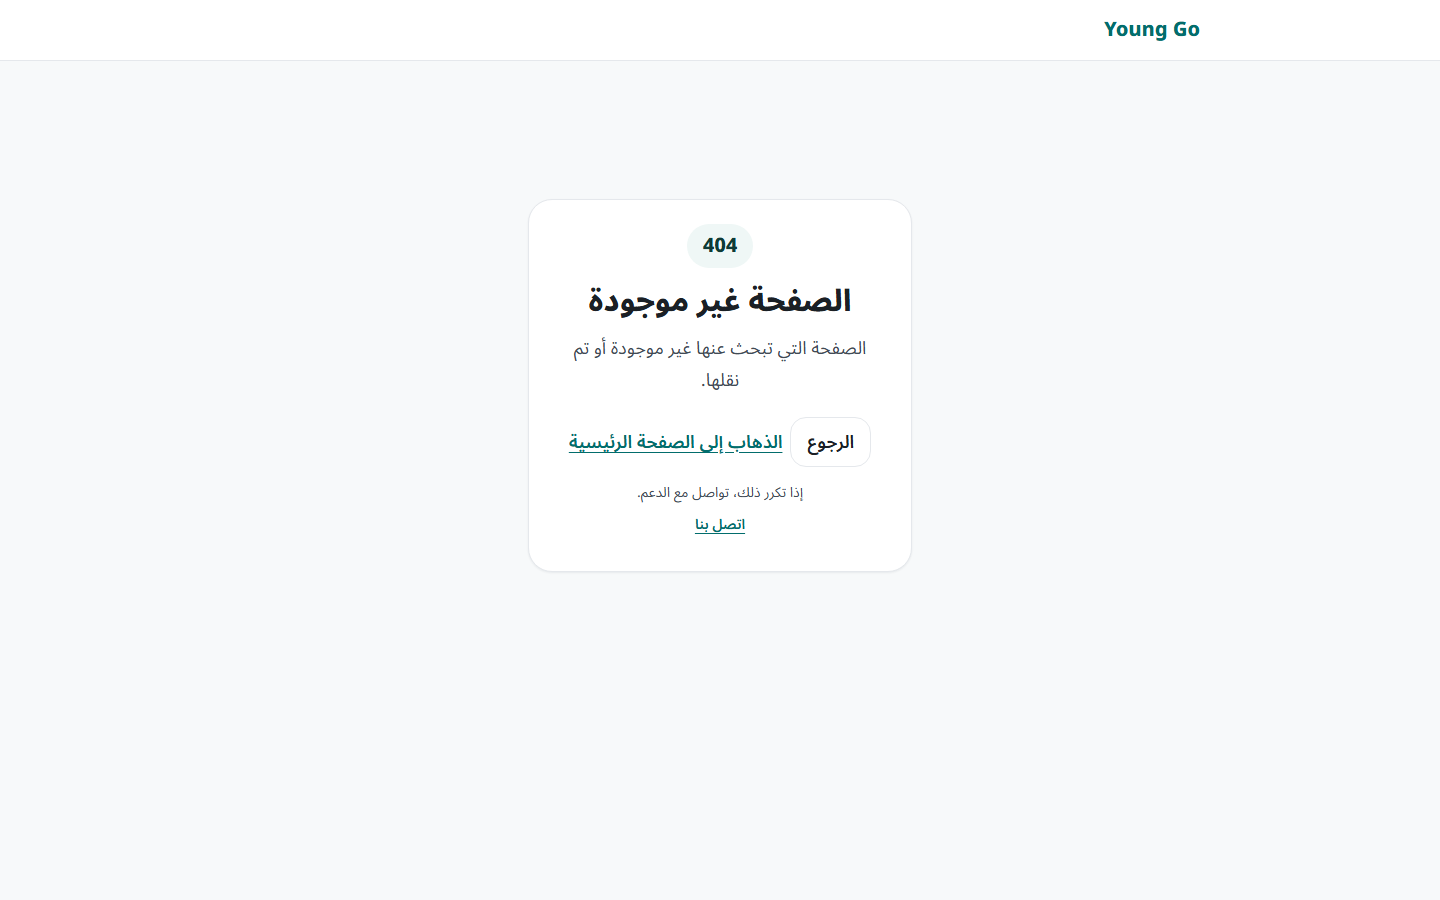 Young Go
404
الصفحة غير موجودة
الصفحة التي تبحث عنها غير موجودة أو تم
نقلها.
الرجوع الذهاب إلى الصفحة الرئيسية
إذا تكرر ذلك، تواصل مع الدعم.
اتصل بنا